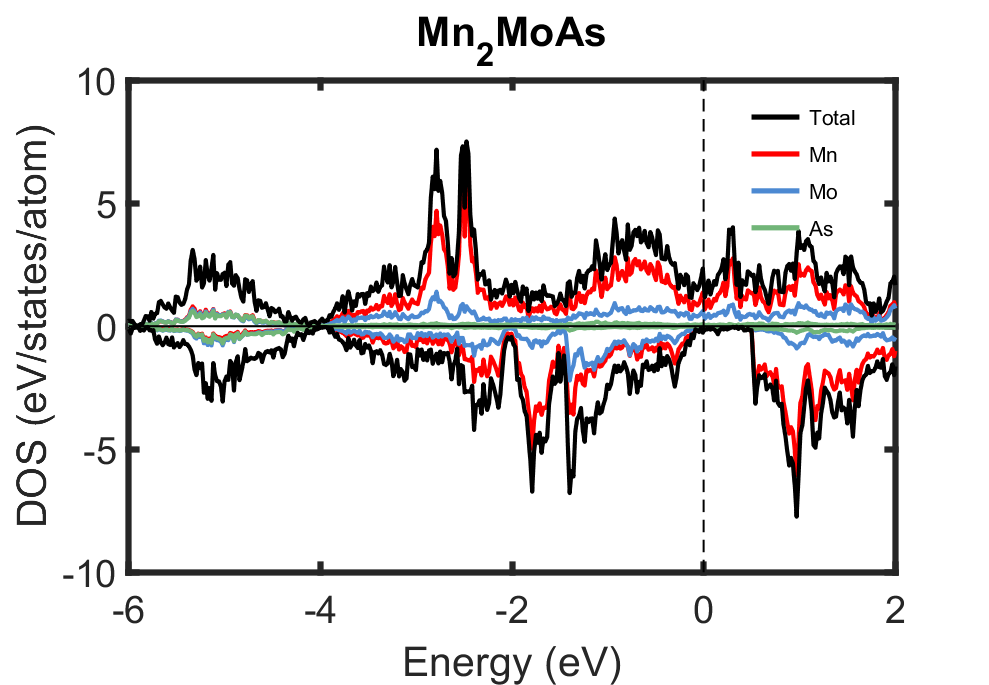 Mn2MoAs
10
5
0
-5
-10
DOS (eV/states/atom)
Total
Mn
Mo
As
-6 -4 -2 0 2
Energy (eV)